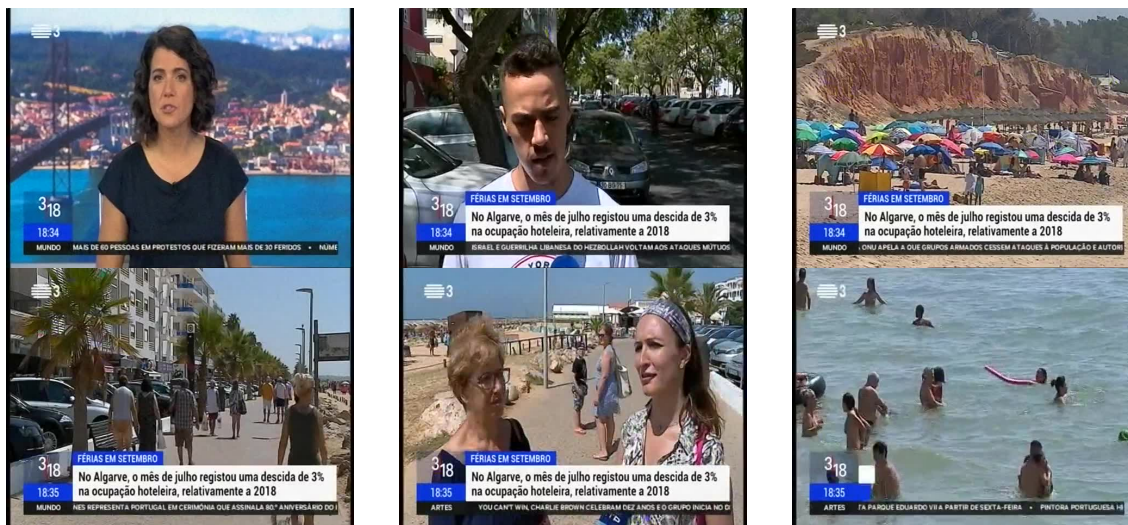 3
3 18
18:34
MUNDO MAIS DE 60 PESSOAS EM PROTESTOS QUE FIZERAM MAIS DE 30 FERIDOS • NÚME
FÉRIAS EM SETEMBRO
3 18
No Algarve, o mês de julho registou uma descida de 3%
18:34
na ocupação hoteleira, relativamente a 2018
MUNDO ISRAEL E GUERRILHA LIBANESA DO HEZBOLLAH VOLTAM AOS ATAQUES MÚTUOS
3
FÉRIAS EM SETEMBRO
3 18
No Algarve, o mês de julho registou uma descida de 3%
18:34
na ocupação hoteleira, relativamente a 2018
MUNDO ONU APELA A QUE GRUPOS ARMADOS CESSEM ATAQUES À POPULAÇÃO E AUTORI
3
FÉRIAS EM SETEMBRO
3 18
No Algarve, o mês de julho registou uma descida de 3%
18:35
na ocupação hoteleira, relativamente a 2018
MUNDO NES REPRESENTA PORTUGAL EM CERIMÓNIA QUE ASSINALA 80.º ANIVERSÁRIO DO I
3
FÉRIAS EM SETEMBRO
3 18
No Algarve, o mês de julho registou uma descida de 3%
18:35
na ocupação hoteleira, relativamente a 2018
ARTES YOU CAN'T WIN, CHARLIE BROWN CELEBRAM DEZ ANOS E O GRUPO INICIA NO DI
3
3 18
18:35
ARTES TA PARQUE EDUARDO VII A PARTIR DE SEXTA-FEIRA • PINTORA PORTUGUESA H